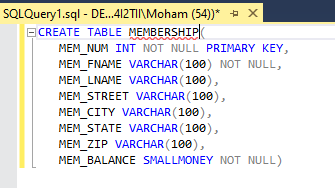 SQLQuery1.sql - DE...4I2TII\Moham (54))*
CREATE TABLE MEMBERSHIP(
MEM_NUM INT NOT NULL PRIMARY KEY,
MEM_FNAME VARCHAR(100) NOT NULL,
MEM_LNAME VARCHAR(100),
MEM_STREET VARCHAR(100),
MEM_CITY VARCHAR(100),
MEM_STATE VARCHAR(100),
MEM_ZIP VARCHAR(100),
MEM_BALANCE SMALLMONEY NOT NULL)